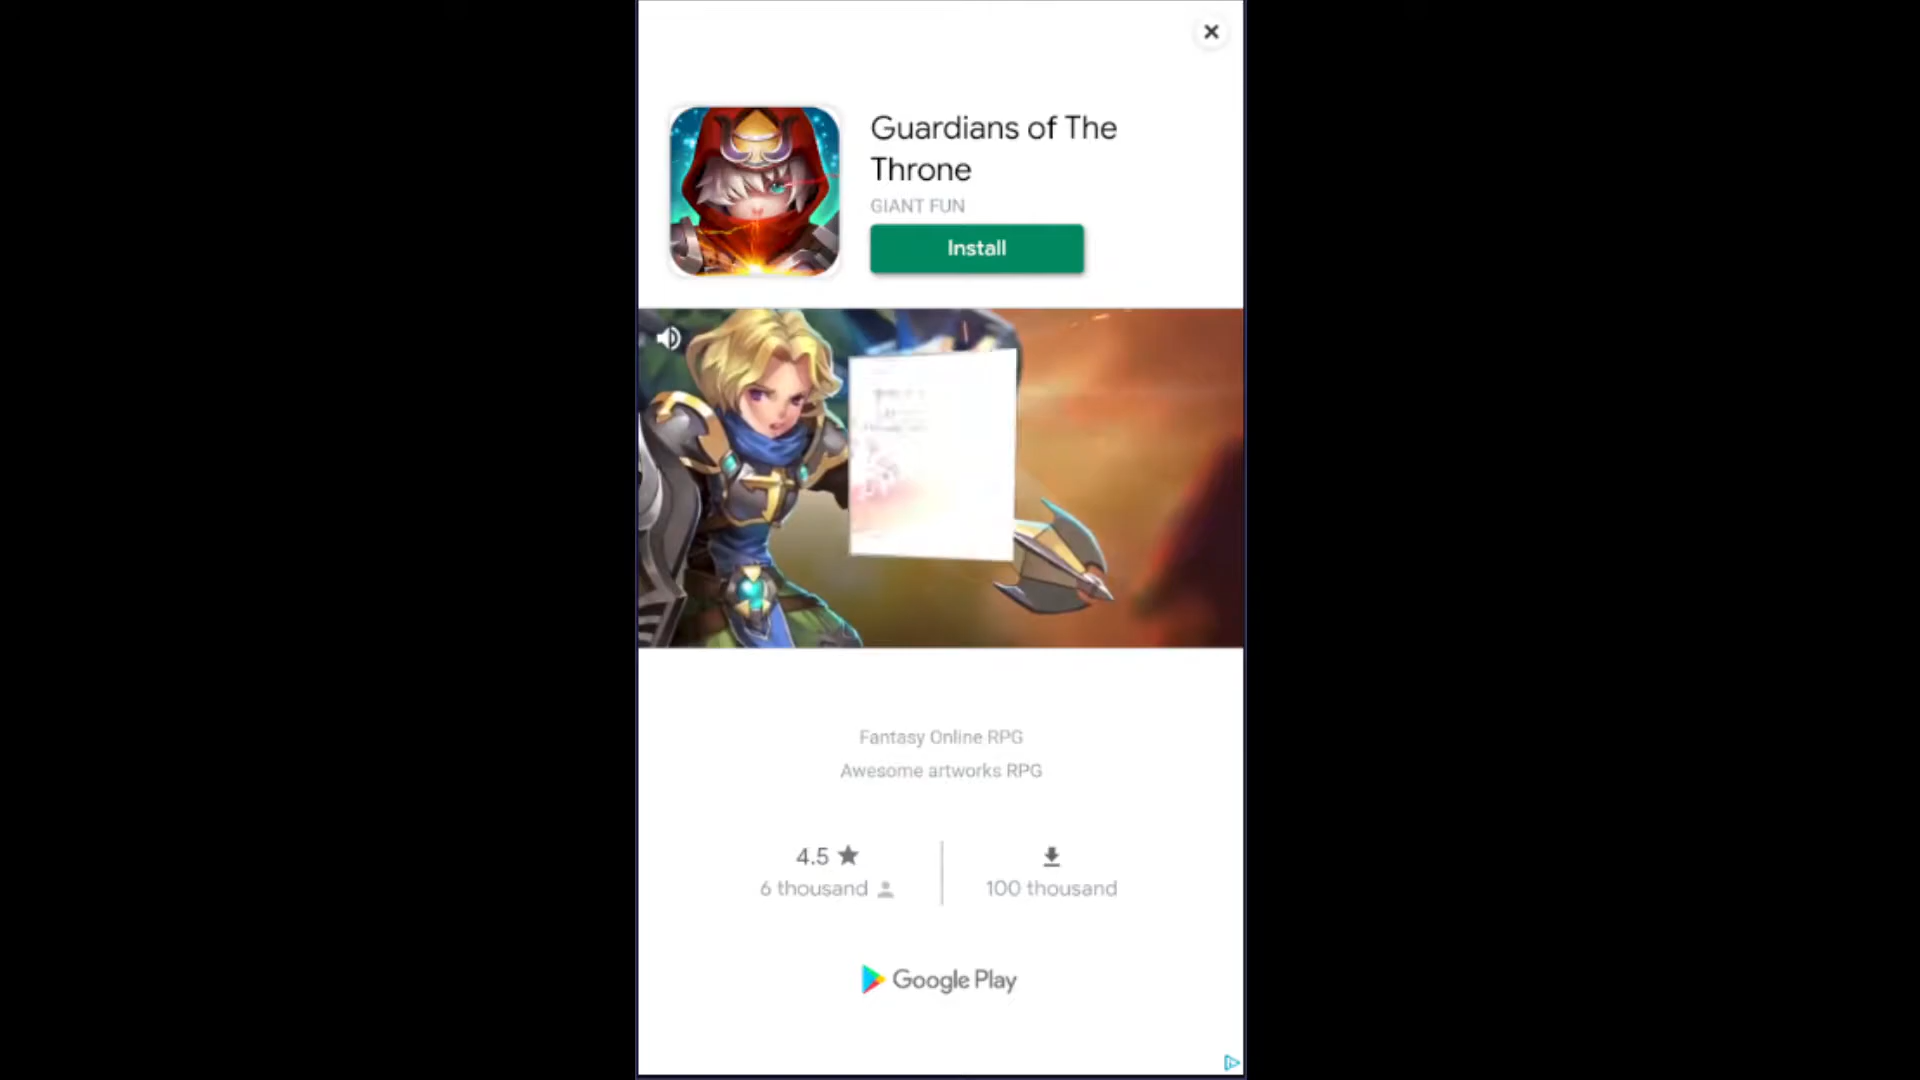 Guardians of The
Throne
GIANT FUN
Install
Fantasy Online RPG
Awesome artworks RPG
4.5
6 thousand
100 thousand
Google Play